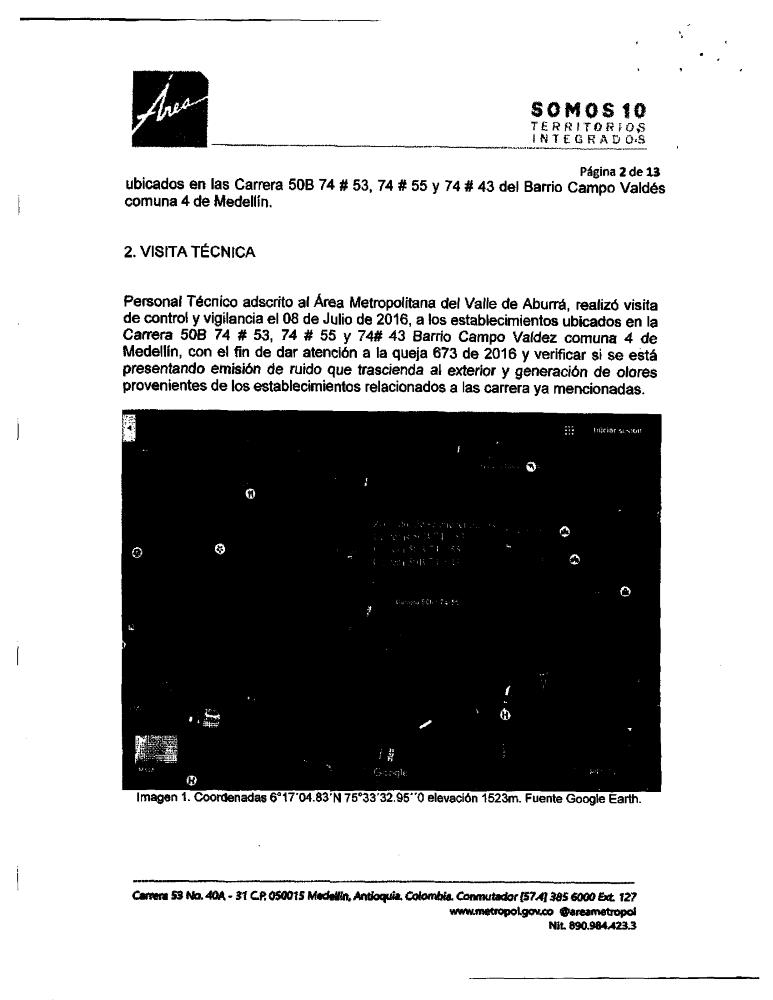 Área
SOMOS 10
TERRITORIOS
INTEGRADOS
Página 2 de 13
ubicados en las Carrera 50B 74 # 53, 74 # 55 y 74 # 43 del Barrio Campo Valdés
comuna 4 de Medellín.
2. VISITA TÉCNICA
Personal Técnico adscrito al Área Metropolitana del Valle de Aburrá, realizó visita
de control y vigilancia el 08 de Julio de 2016, a los establecimientos ubicados en la
Carrera 50B 74 # 53, 74 # 55 y 74# 43 Barrio Campo Valdez comuna 4 de
Medellín, con el fin de dar atención a la queja 673 de 2016 y verificar si se está
presentando emisión de ruido que trascienda al exterior y generación de olores
provenientes de los establecimientos relacionados a las carrera ya mencionadas.
Iniciar sesión
Google
Imagen 1. Coordenadas 6°17´04.83´N 75°33´32.95´´0 elevación 1523m. Fuente Google Earth.
Carrera 53 No. 40A - 31 C.P. 050015 Medellín, Antioquia. Colombia. Conmutador [57.4] 385 6000 Ext. 127
www.metropol.gov.co @areametropol
Nit. 890.984.423.3